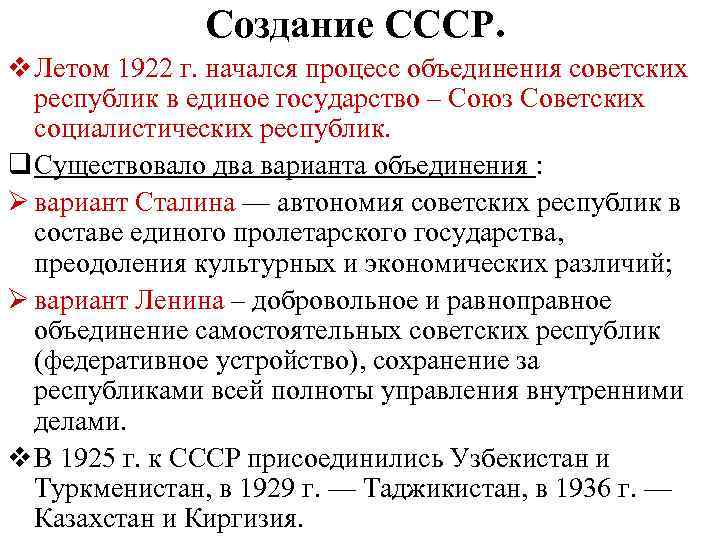 Создание СССР.
❖Летом 1922 г. начался процесс объединения советских
республик в единое государство – Союз Советских
социалистических республик.
❑Существовало два варианта объединения :
➢вариант Сталина — автономия советских республик в
составе единого пролетарского государства,
преодоления культурных и экономических различий;
➢вариант Ленина – добровольное и равноправное
объединение самостоятельных советских республик
(федеративное устройство), сохранение за
республиками всей полноты управления внутренними
делами.
❖В 1925 г. к СССР присоединились Узбекистан и
Туркменистан, в 1929 г. — Таджикистан, в 1936 г. —
Казахстан и Киргизия.